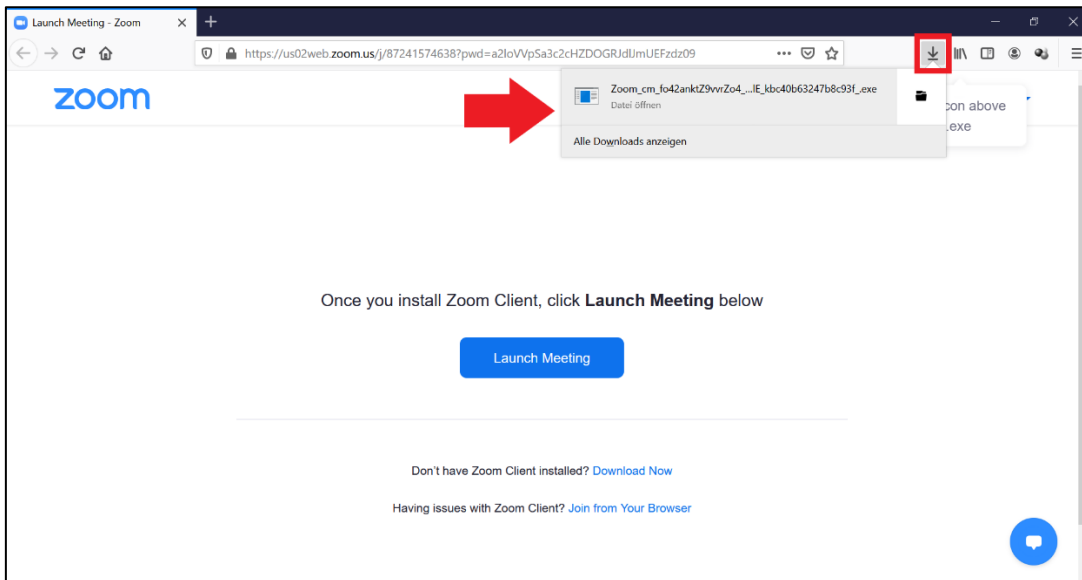 Launch Meeting - Zoom
https://us02web.zoom.us/j/87241574638?pwd=a2IoVVpSa3c2cHZDOGRJdlJmUEFzdz09
zoom
Zoom_cm_fo42anktZ9vvrZo4_...lE_kbc40b63247b8c93f_.exe
Datei öffnen
con above
.exe
Alle Downloads anzeigen
Once you install Zoom Client, click Launch Meeting below
Launch Meeting
Don't have Zoom Client installed? Download Now
Having issues with Zoom Client? Join from Your Browser